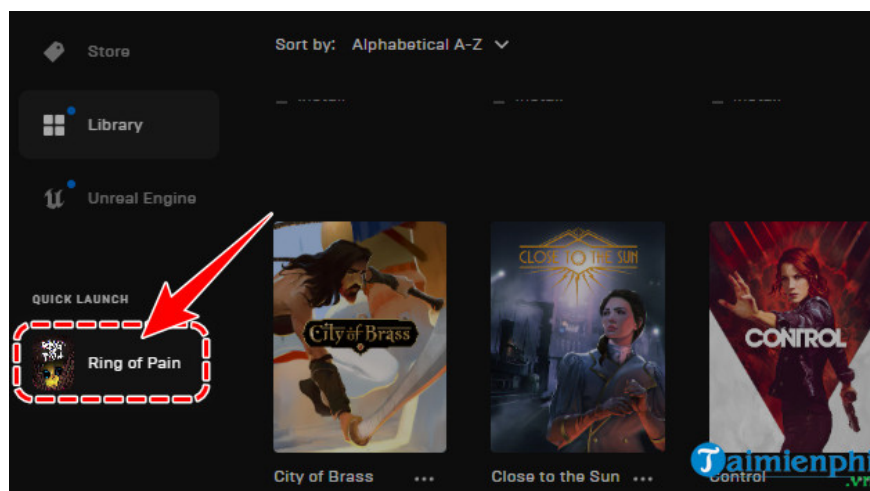 Store
Library
Unreal Engine
QUICK LAUNCH
Ring of Pain
Sort by: Alphabetical A-Z
City of Brass
CLOSE TO THE SUN
CONTROL
City of Brass ...
Close to the Sun ...
Control
Taimienphi
.vn